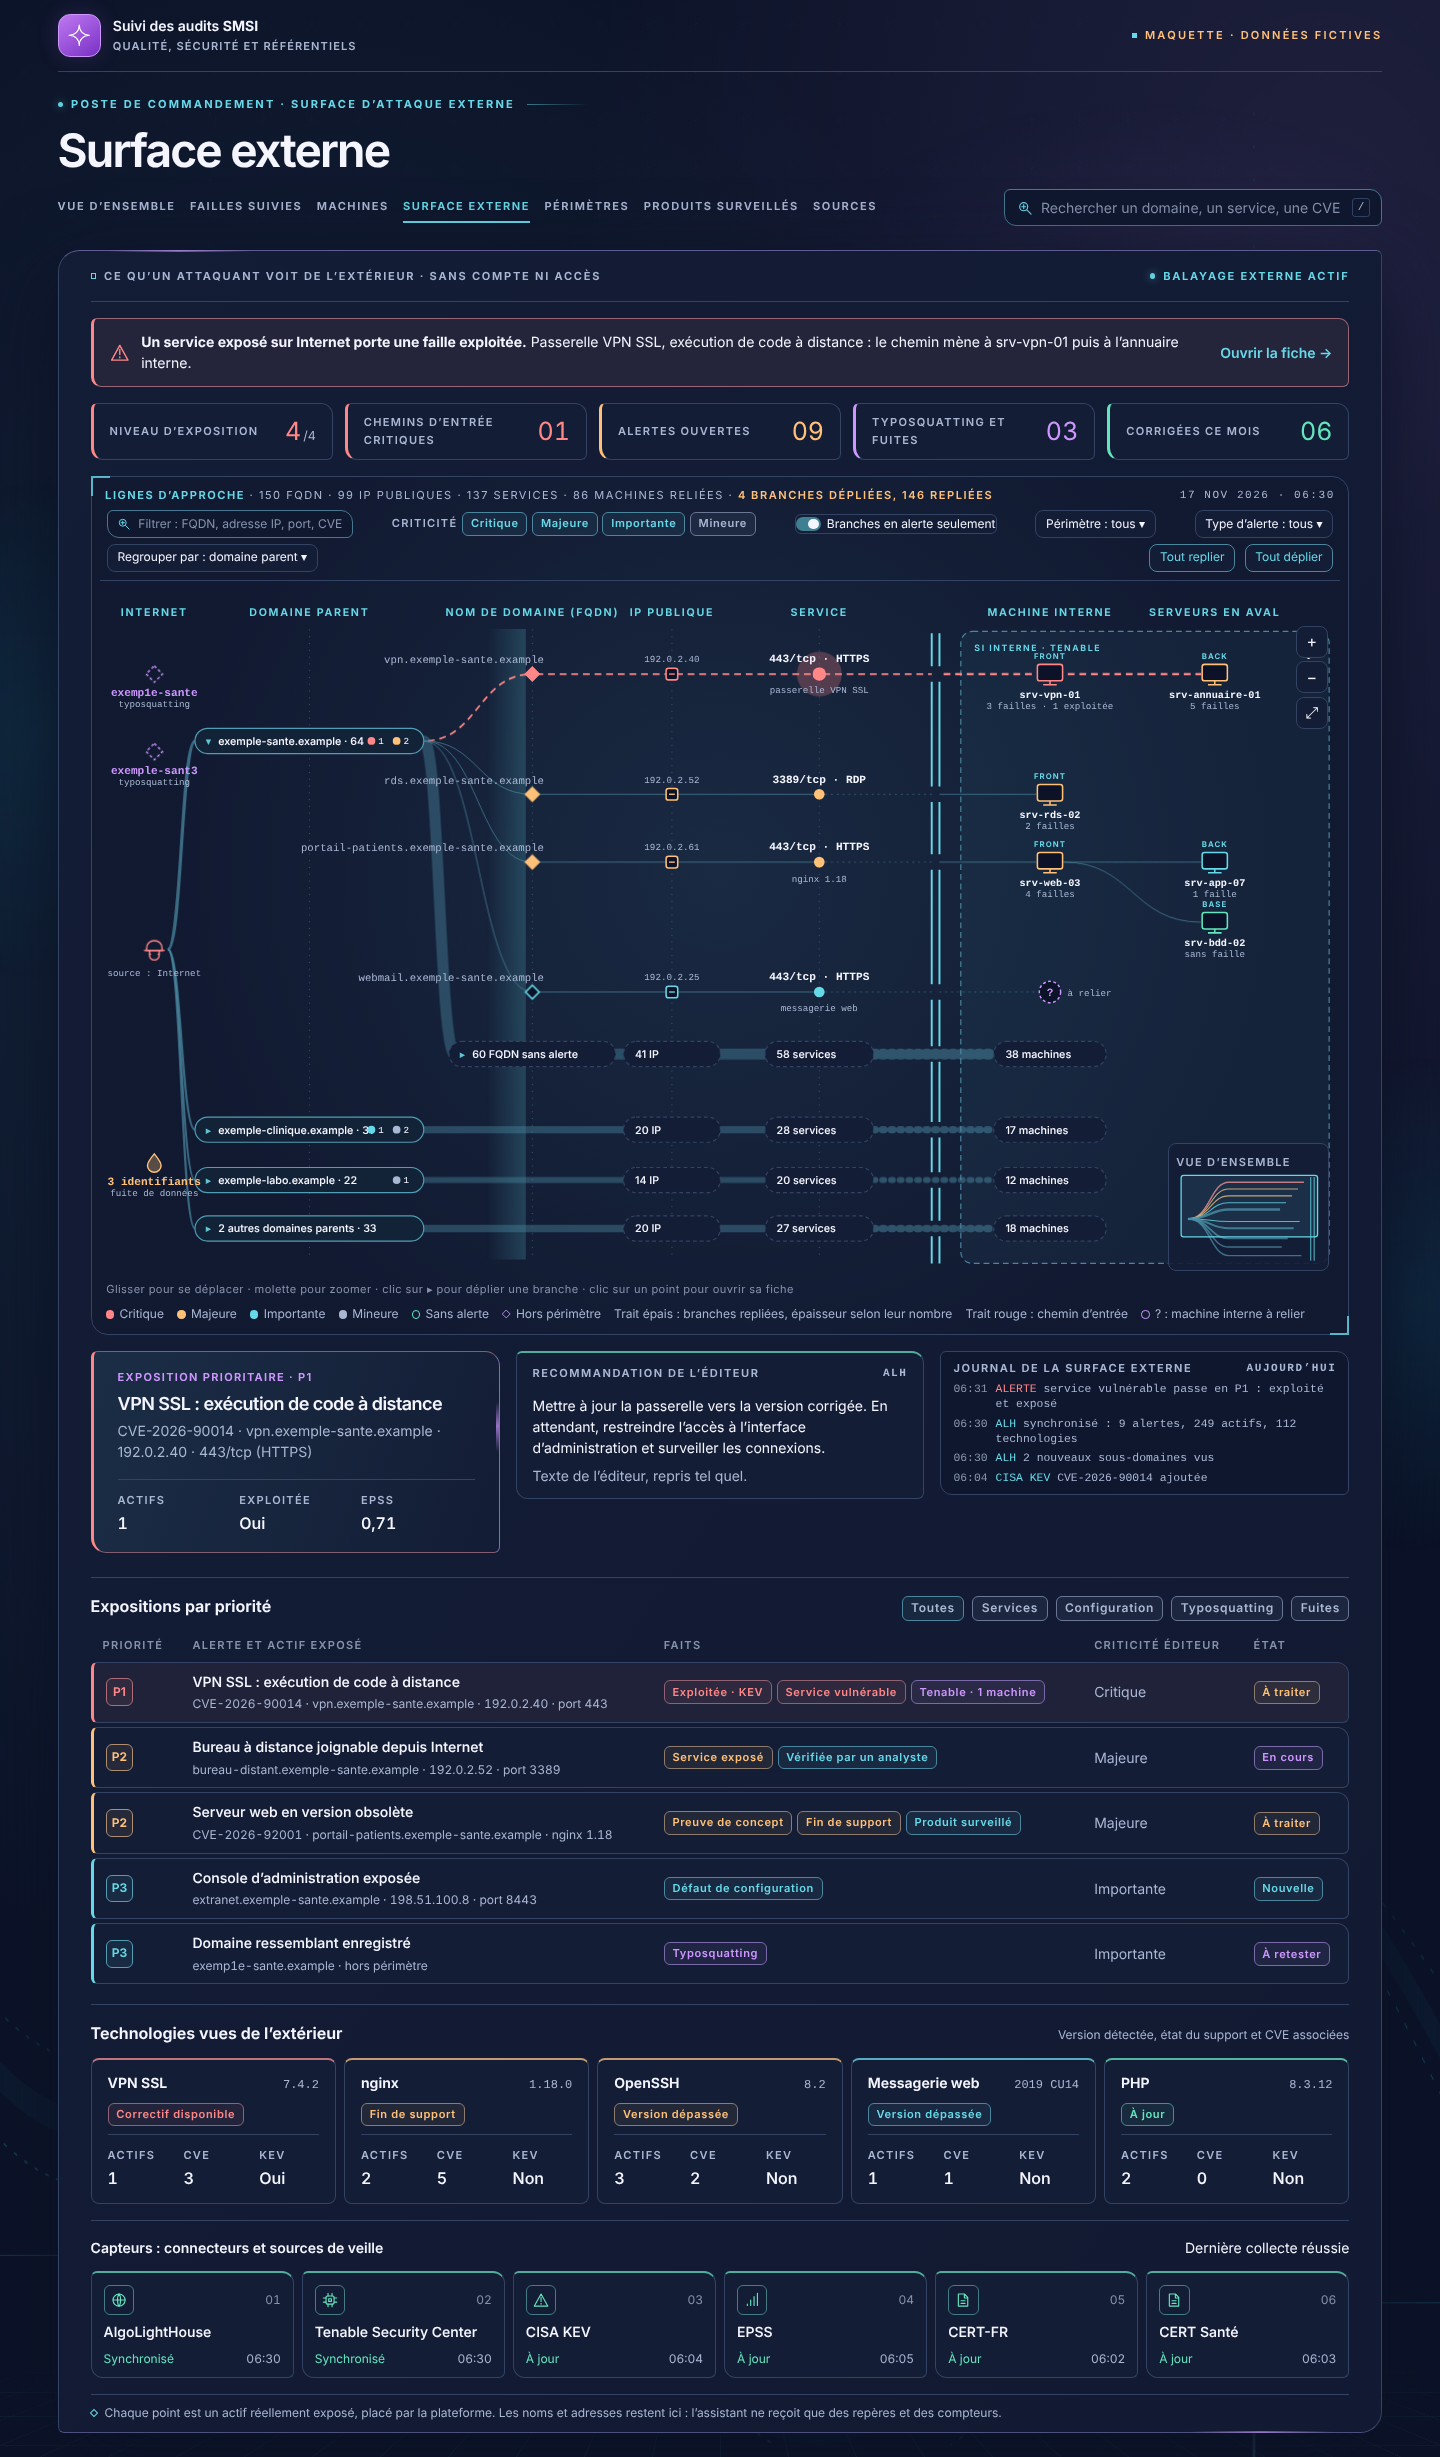 Suivi des audits SMSI
QUALITÉ, SÉCURITÉ ET RÉFÉRENTIELS
MAQUETTE · DONNÉES FICTIVES
POSTE DE COMMANDEMENT · SURFACE D’ATTAQUE EXTERNE
Surface externe
VUE D’ENSEMBLE FAILLES SUIVIES MACHINES SURFACE EXTERNE PÉRIMÈTRES PRODUITS SURVEILLÉS SOURCES
Rechercher un domaine, un service, une CVE /
CE QU’UN ATTAQUANT VOIT DE L’EXTÉRIEUR · SANS COMPTE NI ACCÈS
BALAYAGE EXTERNE ACTIF
Un service exposé sur Internet porte une faille exploitée. Passerelle VPN SSL, exécution de code à distance : le chemin mène à srv-vpn-01 puis à l’annuaire
interne.
Ouvrir la fiche →
NIVEAU D’EXPOSITION 4 /4
CHEMINS D’ENTRÉE
CRITIQUES
01
ALERTES OUVERTES 09
TYPOSQUATTING ET
FUITES
03
CORRIGÉES CE MOIS 06
LIGNES D’APPROCHE · 150 FQDN · 99 IP PUBLIQUES · 137 SERVICES · 86 MACHINES RELIÉES · 4 BRANCHES DÉPLIÉES, 146 REPLIÉES
17 NOV 2026 · 06:30
Filtrer : FQDN, adresse IP, port, CVE
CRITICITÉ Critique Majeure Importante Mineure
Branches en alerte seulement
Périmètre : tous ▾
Type d’alerte : tous ▾
Regrouper par : domaine parent ▾
Tout replier Tout déplier
INTERNET DOMAINE PARENT NOM DE DOMAINE (FQDN) IP PUBLIQUE SERVICE MACHINE INTERNE SERVEURS EN AVAL
+
−
SI INTERNE · TENABLE
vpn.exemple-sante.example
192.0.2.40
443/tcp · HTTPS
passerelle VPN SSL
FRONT
srv-vpn-01
3 failles · 1 exploitée
BACK
srv-annuaire-01
5 failles
exemp1e-sante
typosquatting
▾ exemple-sante.example · 64 1 2
exemple-sant3
typosquatting
rds.exemple-sante.example
192.0.2.52
3389/tcp · RDP
FRONT
srv-rds-02
2 failles
portail-patients.exemple-sante.example
192.0.2.61
443/tcp · HTTPS
nginx 1.18
FRONT
srv-web-03
4 failles
BACK
srv-app-07
1 faille
BASE
srv-bdd-02
sans faille
source : Internet
webmail.exemple-sante.example
192.0.2.25
443/tcp · HTTPS
messagerie web
? à relier
▸ 60 FQDN sans alerte 41 IP 58 services 38 machines
▸ exemple-clinique.example · 3 1 2 20 IP 28 services 17 machines
3 identifiants
fuite de données
▸ exemple-labo.example · 22 1 14 IP 20 services 12 machines
▸ 2 autres domaines parents · 33 20 IP 27 services 18 machines
VUE D’ENSEMBLE
Glisser pour se déplacer · molette pour zoomer · clic sur ▸ pour déplier une branche · clic sur un point pour ouvrir sa fiche
Critique Majeure Importante Mineure Sans alerte Hors périmètre Trait épais : branches repliées, épaisseur selon leur nombre Trait rouge : chemin d’entrée ? : machine interne à relier
EXPOSITION PRIORITAIRE · P1
VPN SSL : exécution de code à distance
CVE-2026-90014 · vpn.exemple-sante.example ·
192.0.2.40 · 443/tcp (HTTPS)
ACTIFS EXPLOITÉE EPSS
1 Oui 0,71
RECOMMANDATION DE L’ÉDITEUR ALH
Mettre à jour la passerelle vers la version corrigée. En
attendant, restreindre l’accès à l’interface
d’administration et surveiller les connexions.
Texte de l’éditeur, repris tel quel.
JOURNAL DE LA SURFACE EXTERNE AUJOURD’HUI
06:31 ALERTE service vulnérable passe en P1 : exploité
et exposé
06:30 ALH synchronisé : 9 alertes, 249 actifs, 112
technologies
06:30 ALH 2 nouveaux sous-domaines vus
06:04 CISA KEV CVE-2026-90014 ajoutée
Expositions par priorité
Toutes Services Configuration Typosquatting Fuites
PRIORITÉ ALERTE ET ACTIF EXPOSÉ FAITS CRITICITÉ ÉDITEUR ÉTAT
P1
VPN SSL : exécution de code à distance
CVE-2026-90014 · vpn.exemple-sante.example · 192.0.2.40 · port 443
Exploitée · KEV Service vulnérable Tenable · 1 machine
Critique
À traiter
P2
Bureau à distance joignable depuis Internet
bureau-distant.exemple-sante.example · 192.0.2.52 · port 3389
Service exposé Vérifiée par un analyste
Majeure
En cours
P2
Serveur web en version obsolète
CVE-2026-92001 · portail-patients.exemple-sante.example · nginx 1.18
Preuve de concept Fin de support Produit surveillé
Majeure
À traiter
P3
Console d’administration exposée
extranet.exemple-sante.example · 198.51.100.8 · port 8443
Défaut de configuration
Importante
Nouvelle
P3
Domaine ressemblant enregistré
exemp1e-sante.example · hors périmètre
Typosquatting
Importante
À retester
Technologies vues de l’extérieur
Version détectée, état du support et CVE associées
VPN SSL 7.4.2
Correctif disponible
ACTIFS CVE KEV
1 3 Oui
nginx 1.18.0
Fin de support
ACTIFS CVE KEV
2 5 Non
OpenSSH 8.2
Version dépassée
ACTIFS CVE KEV
3 2 Non
Messagerie web 2019 CU14
Version dépassée
ACTIFS CVE KEV
1 1 Non
PHP 8.3.12
À jour
ACTIFS CVE KEV
2 0 Non
Capteurs : connecteurs et sources de veille
Dernière collecte réussie
01
AlgoLightHouse
Synchronisé 06:30
02
Tenable Security Center
Synchronisé 06:30
03
CISA KEV
À jour 06:04
04
EPSS
À jour 06:05
05
CERT-FR
À jour 06:02
06
CERT Santé
À jour 06:03
Chaque point est un actif réellement exposé, placé par la plateforme. Les noms et adresses restent ici : l’assistant ne reçoit que des repères et des compteurs.